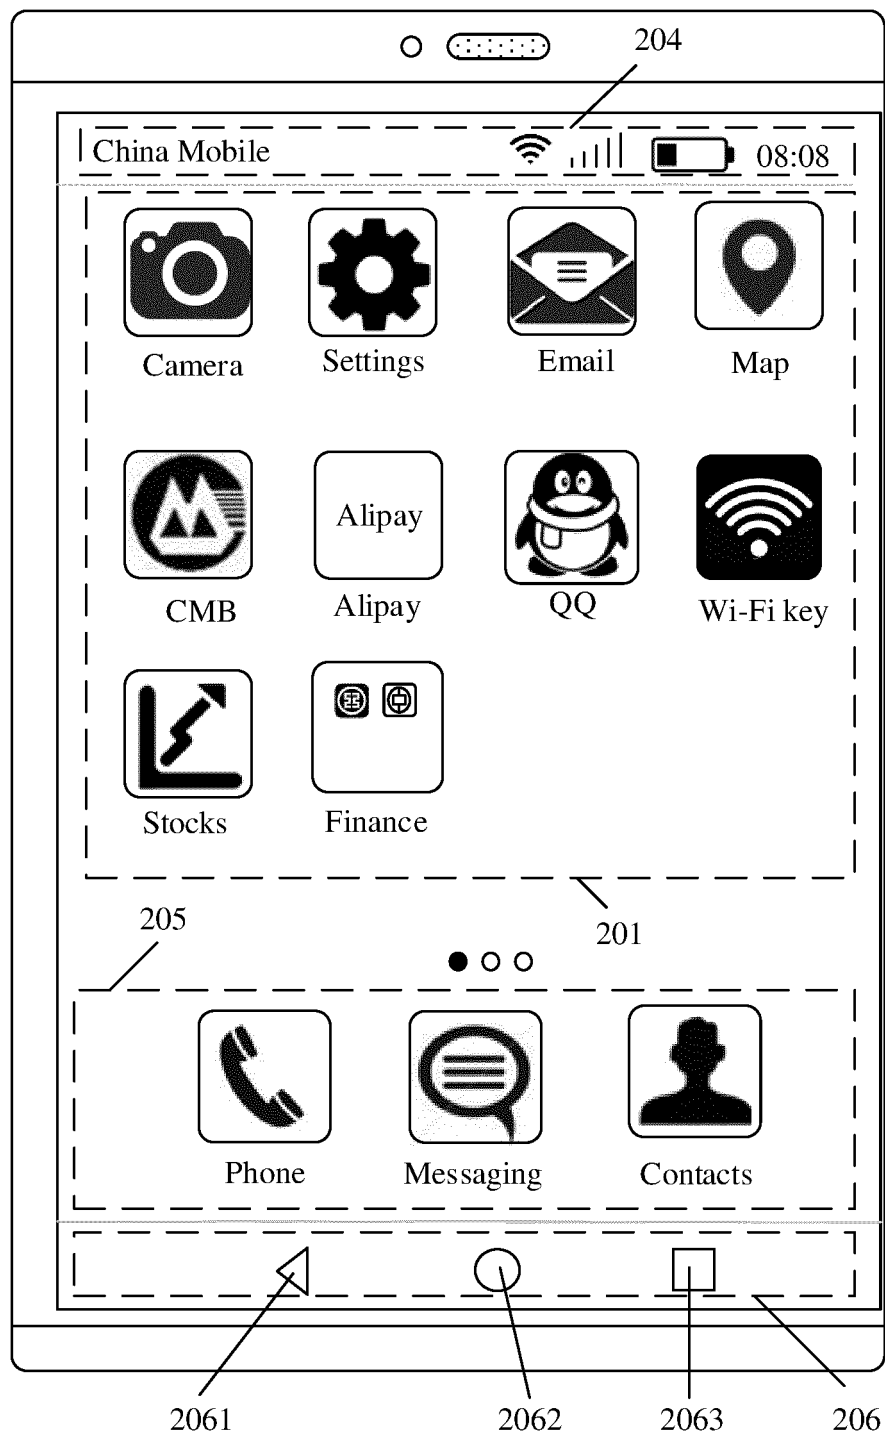 204
China Mobile 08:08
Camera Settings Email Map
Alipay
CMB Alipay QQ Wi-Fi key
Stocks Finance
205
201
Phone Messaging Contacts
2061 2062 2063 206